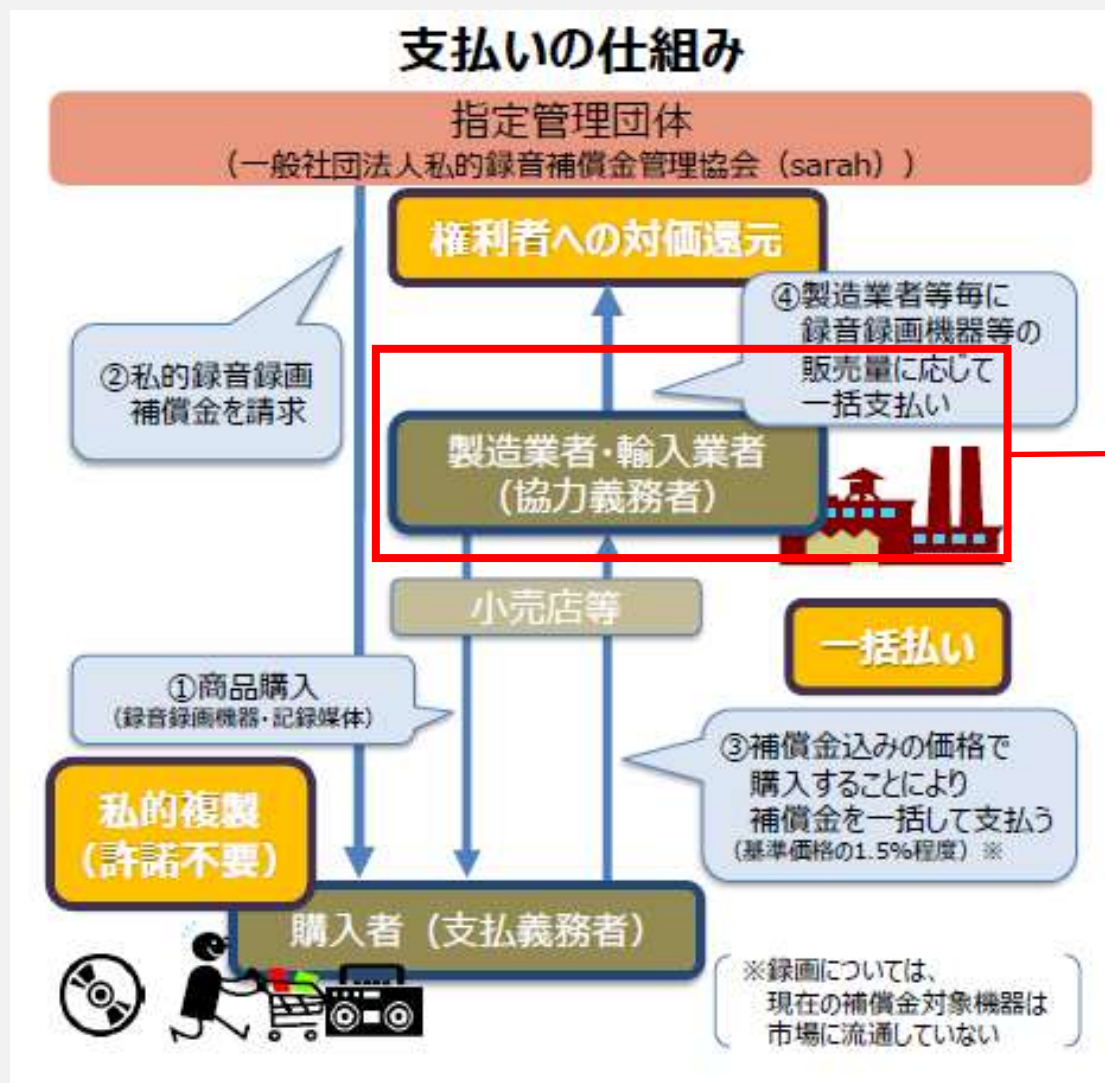 支払いの仕組み
指定管理団体
（一般社団法人私的録音補償金管理協会（sarah））
権利者への対価還元
④製造業者等毎に
録音録画機器等の
販売量に応じて
一括支払い
②私的録音録画
補償金を請求
製造業者・輸入業者
（協力義務者）
小売店等
一括払い
①商品購入
（録音録画機器・記録媒体）
③補償金込みの価格で
購入することにより
補償金を一括して支払う
（基準価格の1.5%程度）※
私的複製
（許諾不要）
購入者（支払義務者）
※録画については、
現在の補償金対象機器は
市場に流通していない